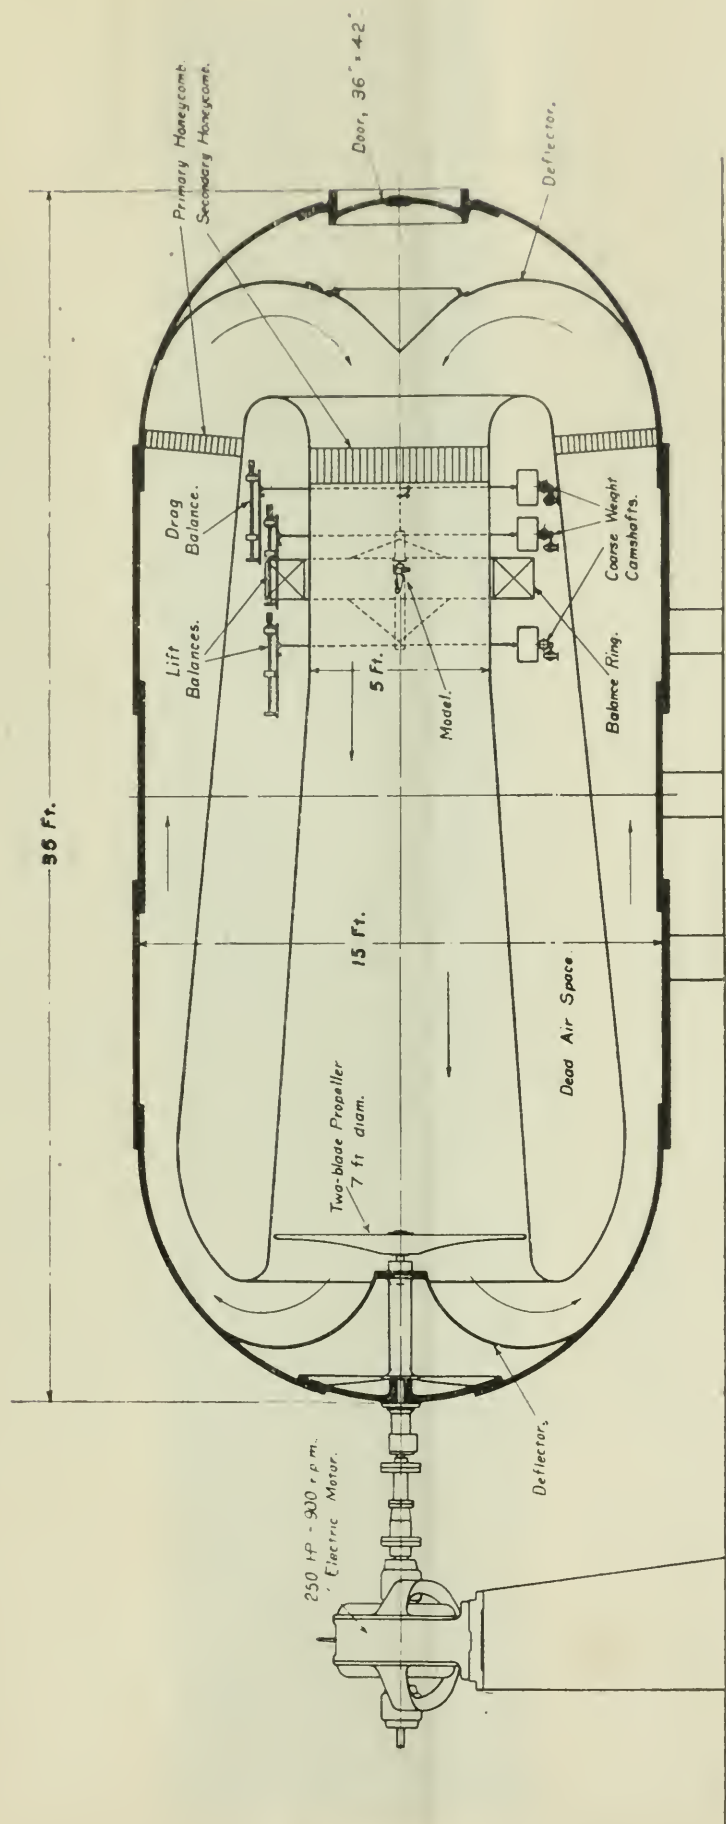 35 Ft.
Primary Honeycomb.
Secondary Honeycomb.
Door, 36" x 42"
Deflector.
Drag
Balance.
Lift
Balances.
5 Ft.
Model.
Coarse Weight
Camshafts.
Balance Ring.
15 Ft.
Dead Air Space.
Two-blade Propeller
7 ft diam.
250 HP - 900 r.p.m.
Electric Motor.
Deflector.